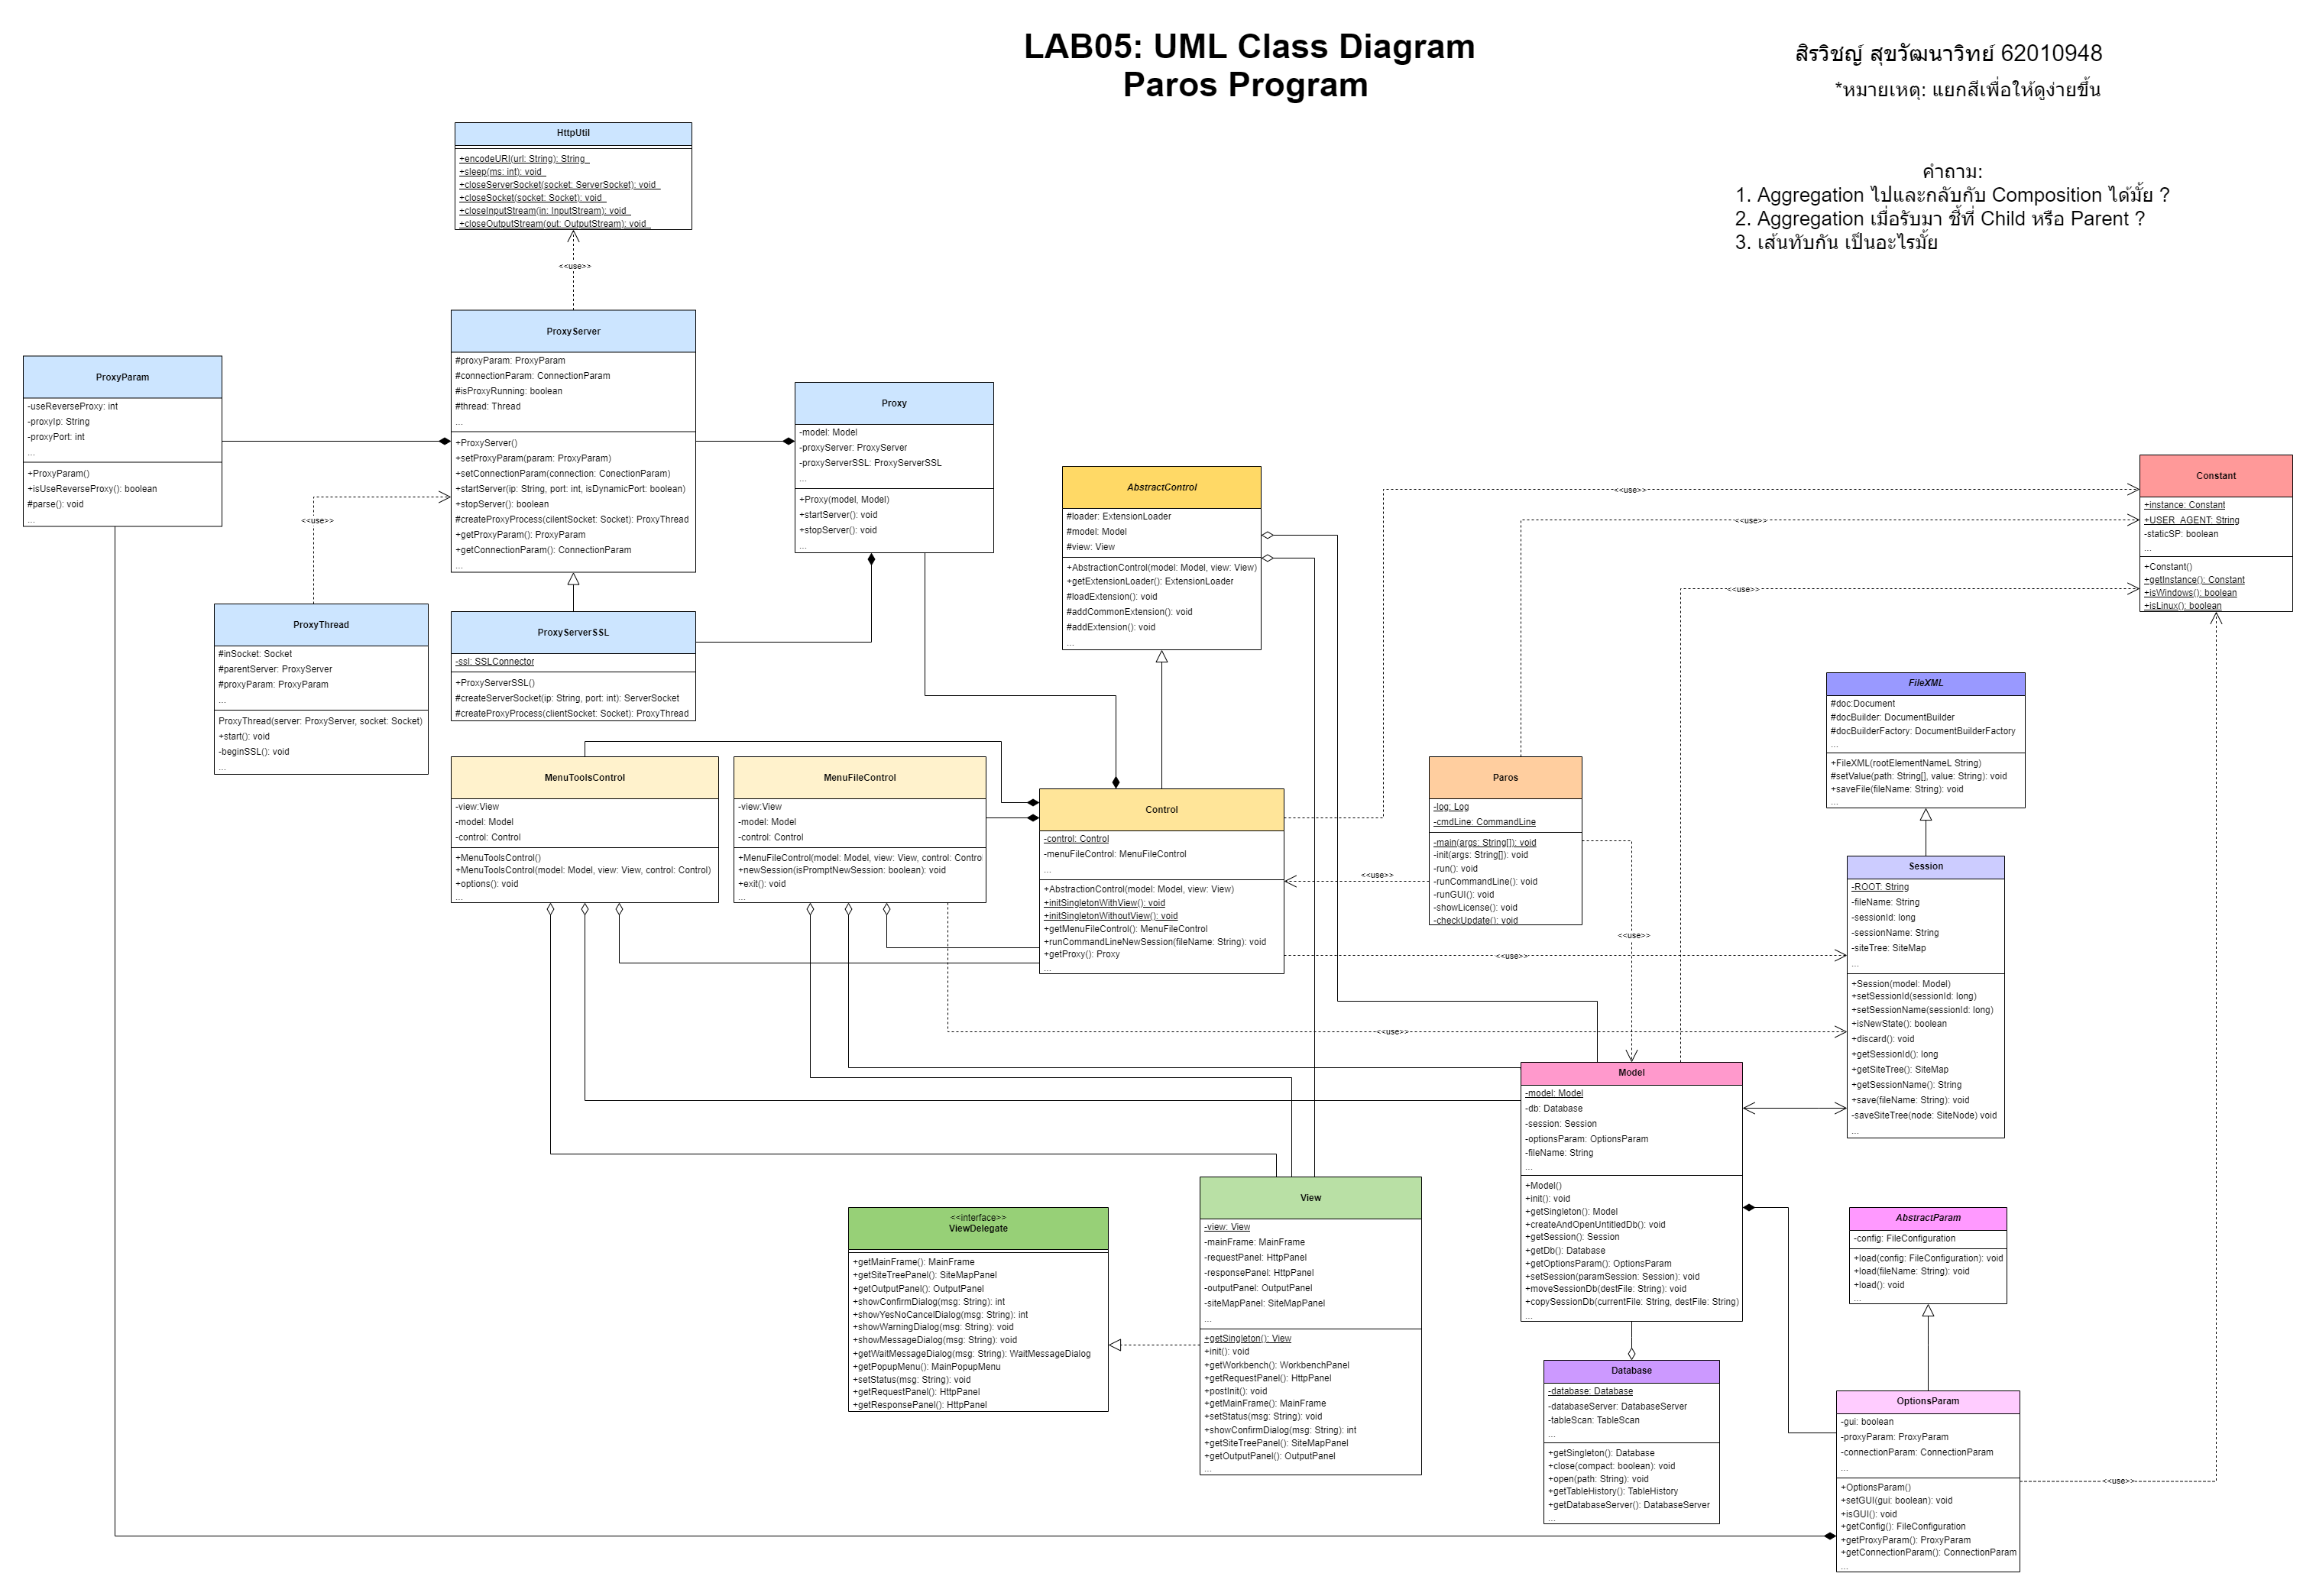 LAB05: UML Class Diagram
Paros Program
สิรวิชญ์ สุขวัฒนาวิทย์ 62010948
*หมายเหตุ: แยกสีเพื่อให้ดูง่ายขึ้น
คำถาม:
1. Aggregation ไปและกลับกับ Composition ได้มั้ย ?
2. Aggregation เมื่อรับมา ชี้ที่ Child หรือ Parent ?
3. เส้นทับกัน เป็นอะไรมั้ย
HttpUtil
+encodeURI(url: String): String
+sleep(ms: int): void
+closeServerSocket(socket: ServerSocket): void
+closeSocket(socket: Socket): void
+closeInputStream(in: InputStream): void
+closeOutputStream(out: OutputStream): void
<<use>>
ProxyServer
#proxyParam: ProxyParam
#connectionParam: ConnectionParam
#isProxyRunning: boolean
#thread: Thread
...
+ProxyServer()
+setProxyParam(param: ProxyParam)
+setConnectionParam(connection: ConectionParam)
+startServer(ip: String, port: int, isDynamicPort: boolean)
+stopServer(): boolean
#createProxyProcess(cilentSocket: Socket): ProxyThread
+getProxyParam(): ProxyParam
+getConnectionParam(): ConnectionParam
...
ProxyParam
-useReverseProxy: int
-proxyIp: String
-proxyPort: int
...
+ProxyParam()
+isUseReverseProxy(): boolean
#parse(): void
...
<<use>>
Proxy
-model: Model
-proxyServer: ProxyServer
-proxyServerSSL: ProxyServerSSL
...
+Proxy(model, Model)
+startServer(): void
+stopServer(): void
...
AbstractControl
#loader: ExtensionLoader
#model: Model
#view: View
+AbstractionControl(model: Model, view: View)
+getExtensionLoader(): ExtensionLoader
#loadExtension(): void
#addCommonExtension(): void
#addExtension(): void
...
<<use>>
<<use>>
<<use>>
Constant
+instance: Constant
+USER_AGENT: String
-staticSP: boolean
...
+Constant()
+getInstance(): Constant
+isWindows(): boolean
+isLinux(): boolean
ProxyThread
#inSocket: Socket
#parentServer: ProxyServer
#proxyParam: ProxyParam
...
ProxyThread(server: ProxyServer, socket: Socket)
+start(): void
-beginSSL(): void
...
ProxyServerSSL
-ssl: SSLConnector
+ProxyServerSSL()
#createServerSocket(ip: String, port: int): ServerSocket
#createProxyProcess(clientSocket: Socket): ProxyThread
FileXML
#doc:Document
#docBuilder: DocumentBuilder
#docBuilderFactory: DocumentBuilderFactory
...
+FileXML(rootElementNameL String)
#setValue(path: String[], value: String): void
+saveFile(fileName: String): void
...
MenuToolsControl
-view:View
-model: Model
-control: Control
+MenuToolsControl()
+MenuToolsControl(model: Model, view: View, control: Control)
+options(): void
...
MenuFileControl
-view:View
-model: Model
-control: Control
+MenuFileControl(model: Model, view: View, control: Contro
+newSession(isPromptNewSession: boolean): void
+exit(): void
...
Control
-control: Control
-menuFileControl: MenuFileControl
...
+AbstractionControl(model: Model, view: View)
+initSingletonWithView(): void
+initSingletonWithoutView(): void
+getMenuFileControl(): MenuFileControl
+runCommandLineNewSession(fileName: String): void
+getProxy(): Proxy
...
<<use>>
Paros
-log: Log
-cmdLine: CommandLine
-main(args: String[]): void
-init(args: String[]): void
-run(): void
-runCommandLine(): void
-runGUI(): void
-showLicense(): void
-checkUpdate(): void
<<use>>
<<use>>
<<use>>
Session
-ROOT: String
-fileName: String
-sessionId: long
-sessionName: String
-siteTree: SiteMap
...
+Session(model: Model)
+setSessionId(sessionId: long)
+setSessionName(sessionId: long)
+isNewState(): boolean
+discard(): void
+getSessionId(): long
+getSiteTree(): SiteMap
+getSessionName(): String
+save(fileName: String): void
-saveSiteTree(node: SiteNode) void
...
Model
-model: Model
-db: Database
-session: Session
-optionsParam: OptionsParam
-fileName: String
...
+Model()
+init(): void
+getSingleton(): Model
+createAndOpenUntitledDb(): void
+getSession(): Session
+getDb(): Database
+getOptionsParam(): OptionsParam
+setSession(paramSession: Session): void
+moveSessionDb(destFile: String): void
+copySessionDb(currentFile: String, destFile: String)
...
View
-view: View
-mainFrame: MainFrame
-requestPanel: HttpPanel
-responsePanel: HttpPanel
-outputPanel: OutputPanel
-siteMapPanel: SiteMapPanel
...
+getSingleton(): View
+init(): void
+getWorkbench(): WorkbenchPanel
+getRequestPanel(): HttpPanel
+postInit(): void
+getMainFrame(): MainFrame
+setStatus(msg: String): void
+showConfirmDialog(msg: String): int
+getSiteTreePanel(): SiteMapPanel
+getOutputPanel(): OutputPanel
...
<<interface>>
ViewDelegate
+getMainFrame(): MainFrame
+getSiteTreePanel(): SiteMapPanel
+getOutputPanel(): OutputPanel
+showConfirmDialog(msg: String): int
+showYesNoCancelDialog(msg: String): int
+showWarningDialog(msg: String): void
+showMessageDialog(msg: String): void
+getWaitMessageDialog(msg: String): WaitMessageDialog
+getPopupMenu(): MainPopupMenu
+setStatus(msg: String): void
+getRequestPanel(): HttpPanel
+getResponsePanel(): HttpPanel
AbstractParam
-config: FileConfiguration
+load(config: FileConfiguration): void
+load(fileName: String): void
+load(): void
...
Database
-database: Database
-databaseServer: DatabaseServer
-tableScan: TableScan
...
+getSingleton(): Database
+close(compact: boolean): void
+open(path: String): void
+getTableHistory(): TableHistory
+getDatabaseServer(): DatabaseServer
...
OptionsParam
-gui: boolean
-proxyParam: ProxyParam
-connectionParam: ConnectionParam
...
+OptionsParam()
+setGUI(gui: boolean): void
+isGUI(): void
+getConfig(): FileConfiguration
+getProxyParam(): ProxyParam
+getConnectionParam(): ConnectionParam
...
<<use>>